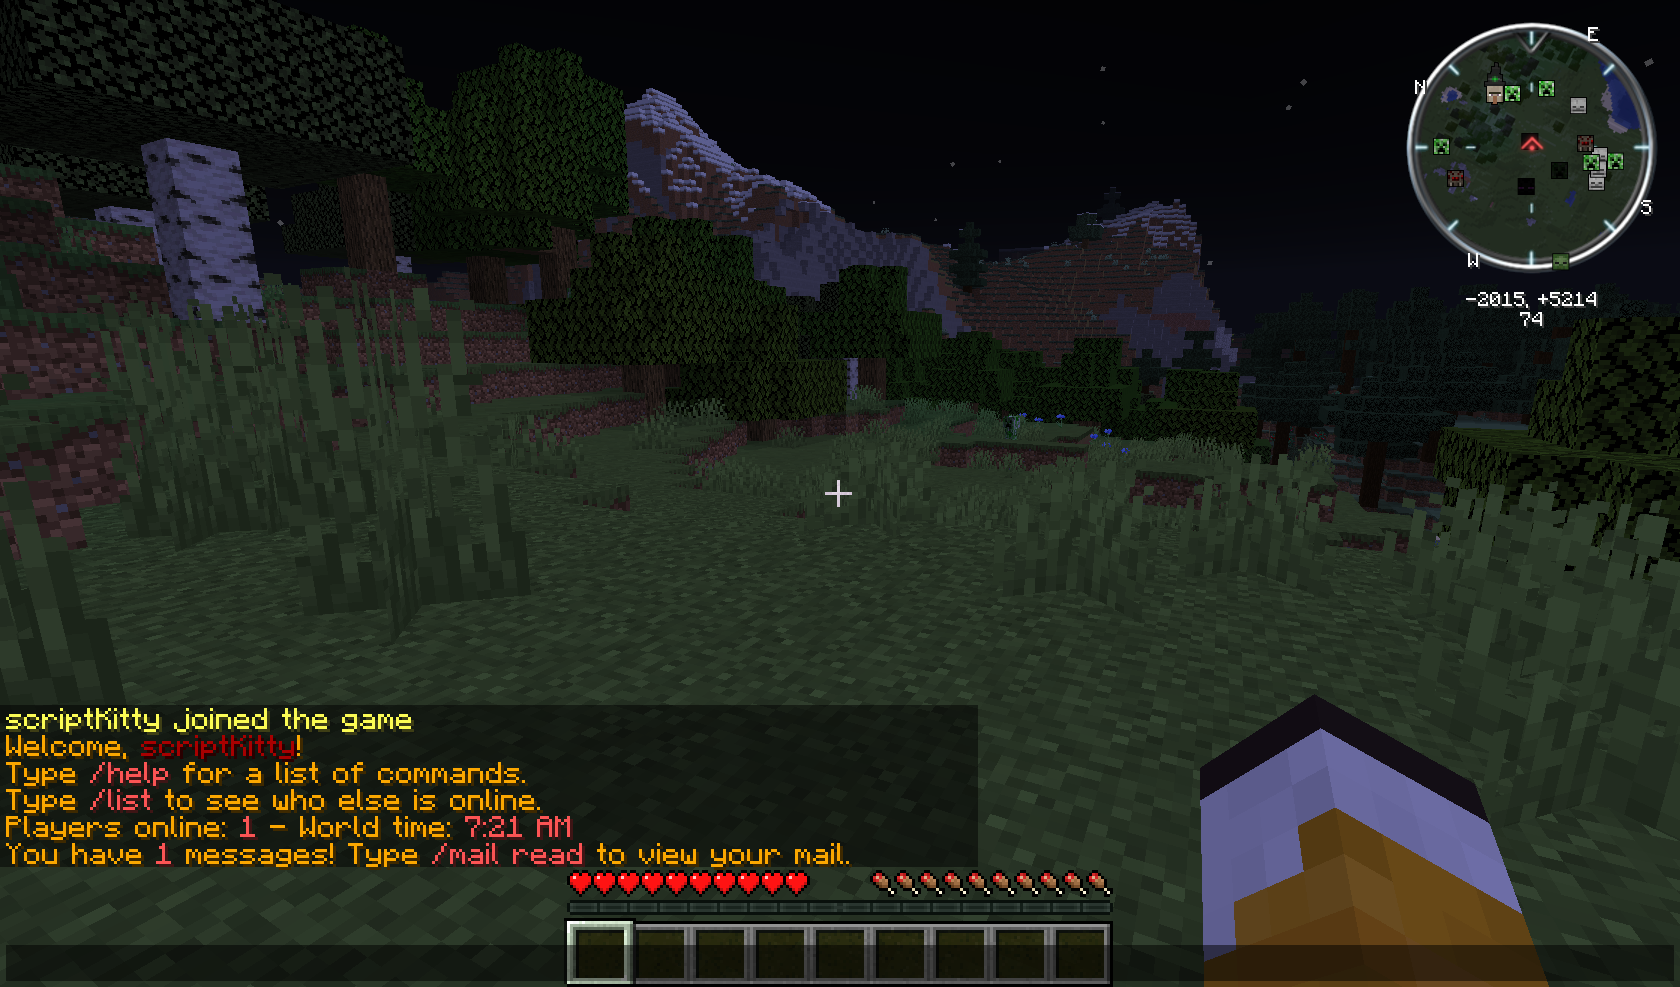 E
N
S
W
-2015, +5214
74
scriptKitty joined the game
Welcome, scriptKitty!
Type /help for a list of commands.
Type /list to see who else is online.
Players online: 1 - World time: 7:21 AM
You have 1 messages! Type /mail read to view your mail.